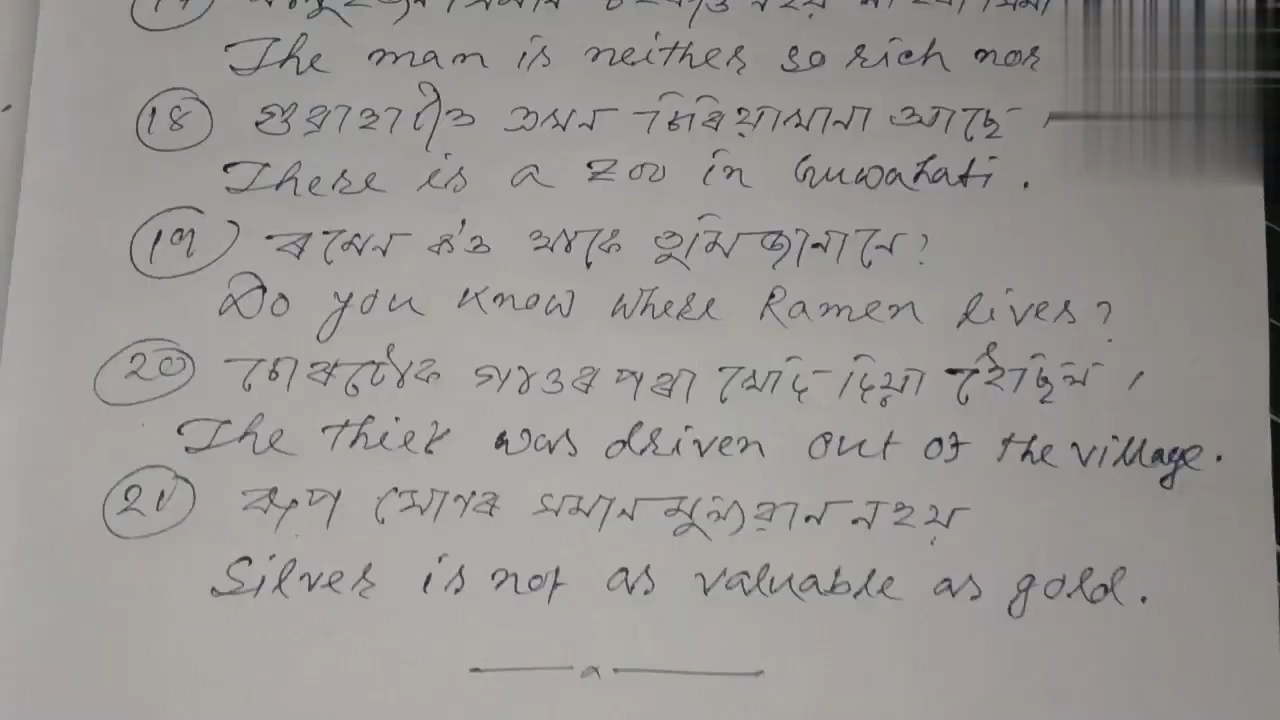 The man is neither so rich nor
(18) গুৱাহাটীত এখন চিৰিয়াখানা আছে ।
There is a zoo in Guwahati.
(19) ৰমেন ক'ত থাকে তুমি জানানে?
Do you know where Ramen lives?
(20) চোৰটোক গাওঁৰ পৰা খেদি দিয়া হৈছিল ।
The thief was driven out of the village.
(21) ৰূপ সোণৰ সমান মূল্যৱান নহয়
Silver is not as valuable as gold.